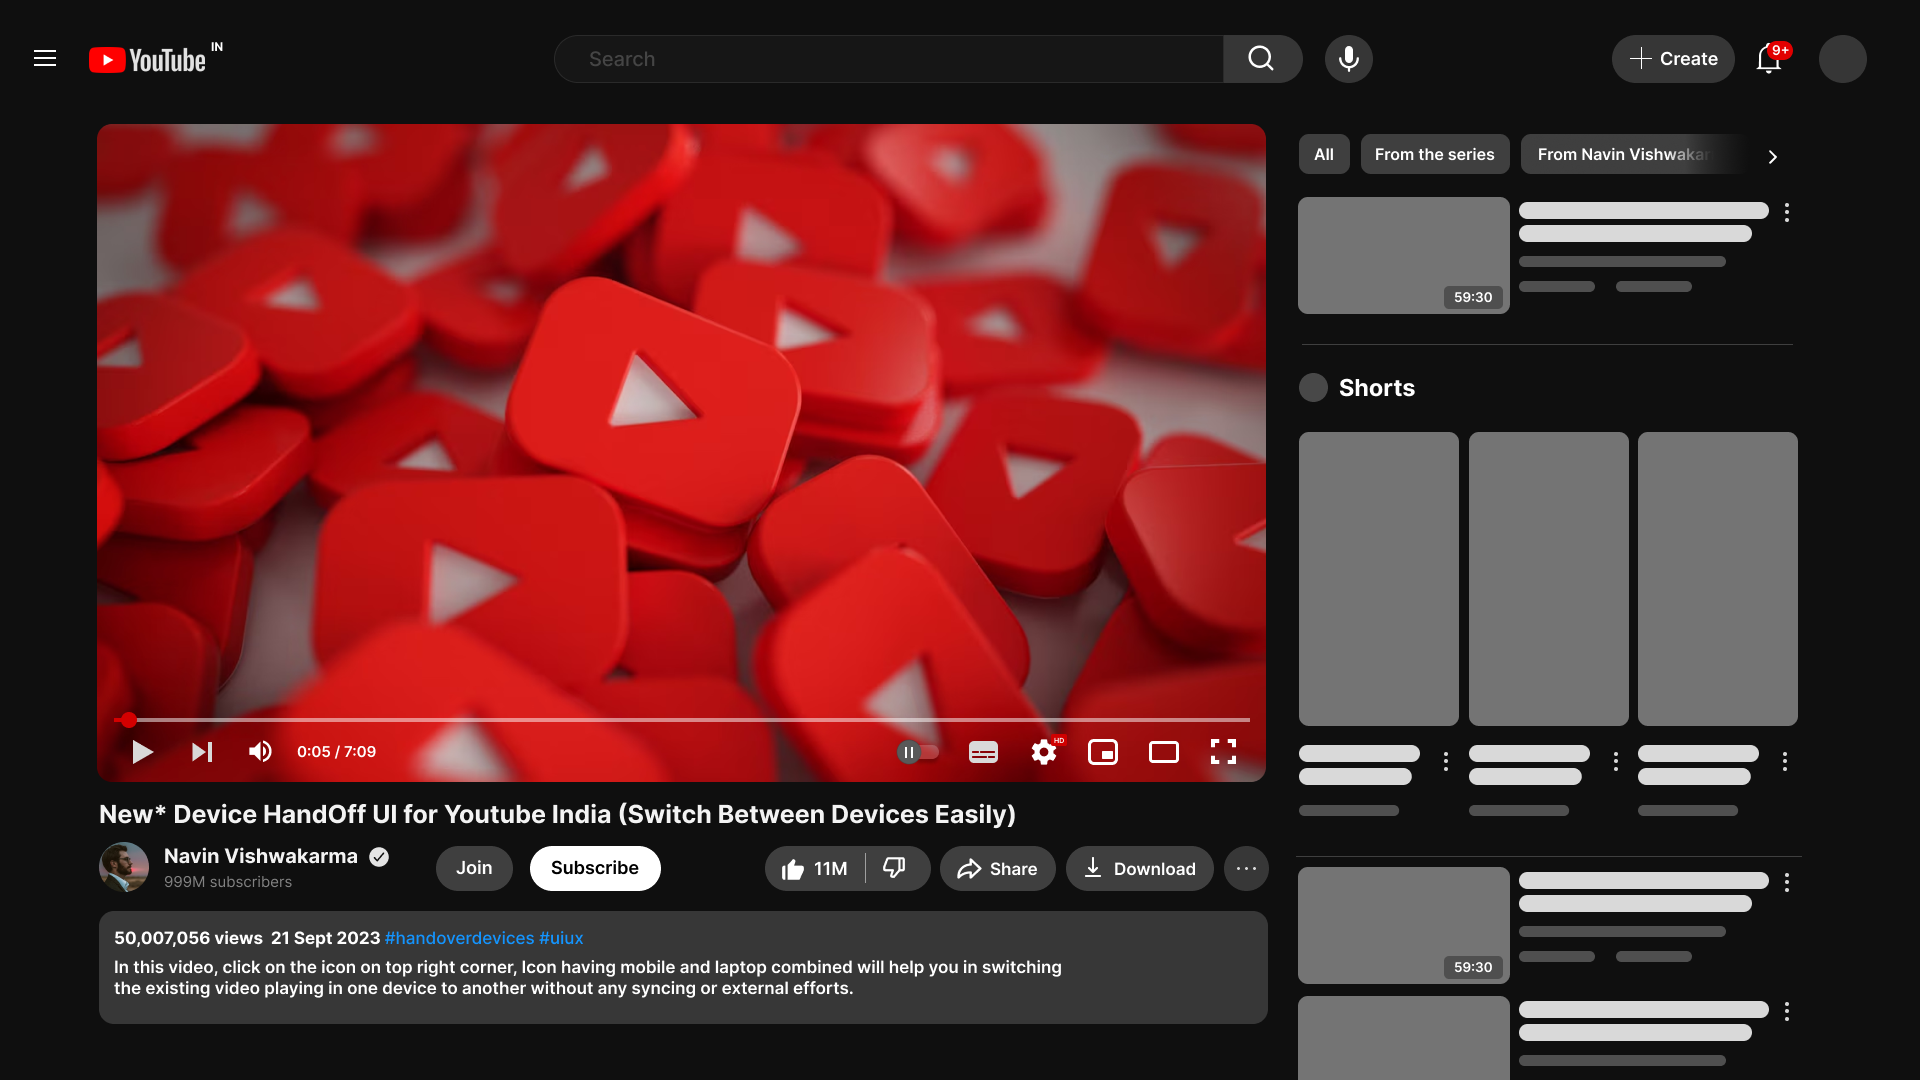 YouTube IN
Search
Create
9+
All
From the series
From Navin Vishwakar
59:30
Shorts
0:05 / 7:09
HD
New* Device HandOff UI for Youtube India (Switch Between Devices Easily)
Navin Vishwakarma
999M subscribers
Join
Subscribe
11M
Share
Download
50,007,056 views 21 Sept 2023 #handoverdevices #uiux
In this video, click on the icon on top right corner, Icon having mobile and laptop combined will help you in switching
the existing video playing in one device to another without any syncing or external efforts.
59:30